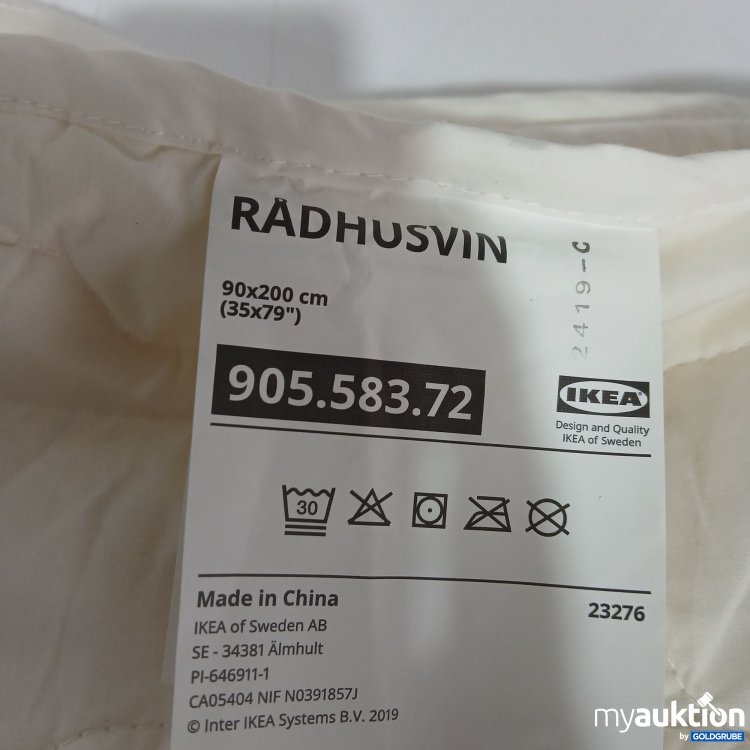 RÅDHUSVIN
90x200 cm
(35x79")
2419-C
905.583.72
IKEA
Design and Quality
IKEA of Sweden
30
Made in China
23276
IKEA of Sweden AB
SE - 34381 Älmhult
PI-646911-1
CA05404 NIF N0391857J
© Inter IKEA Systems B.V. 2019
myauktion
by GOLDGRUBE